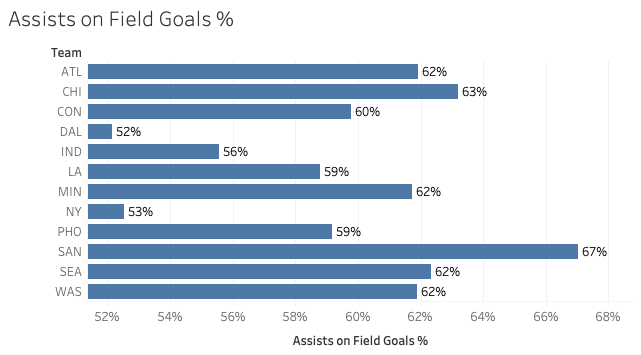 Assists on Field Goals %
Team
ATL 62%
CHI 63%
CON 60%
DAL 52%
IND 56%
LA 59%
MIN 62%
NY 53%
PHO 59%
SAN 67%
SEA 62%
WAS 62%
52% 54% 56% 58% 60% 62% 64% 66% 68%
Assists on Field Goals %